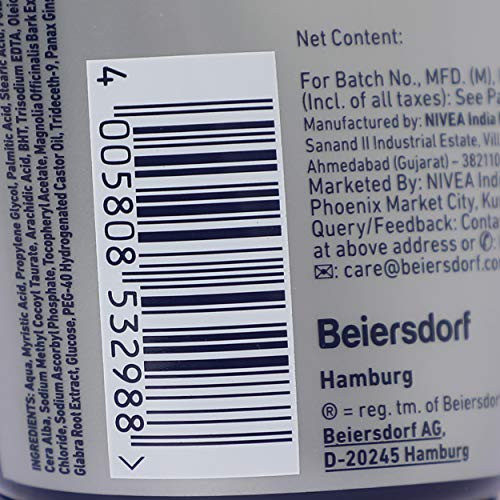 INGREDIENTS: Aqua, Myristic Acid, Propylene Glycol, Palmitic Acid, Stearic Acid,
Cera Alba, Sodium Methyl Cocoyl Taurate, Arachidic Acid, BHT, Trisodium EDTA,
Chloride, Sodium Ascorbyl Phosphate, Tocopheryl Acetate, Magnolia Officinalis Bark
Glabra Root Extract, Glucose, PEG-40 Hydrogenated Castor Oil, Trideceth-9, Panax
4 005808 532988 >
Net Content:
For Batch No., MFD. (M),
(Incl. of all taxes): See
Manufactured by: NIVEA India
Sanand II Industrial Estate,
Ahmedabad (Gujarat) – 382110
Marketed By: NIVEA
Phoenix Market City,
Query/Feedback:
at above address or ✆:
✉: care@beiersdorf.com
Beiersdorf
Hamburg
® = reg. tm. of Beiersdorf
Beiersdorf AG,
D-20245 Hamburg